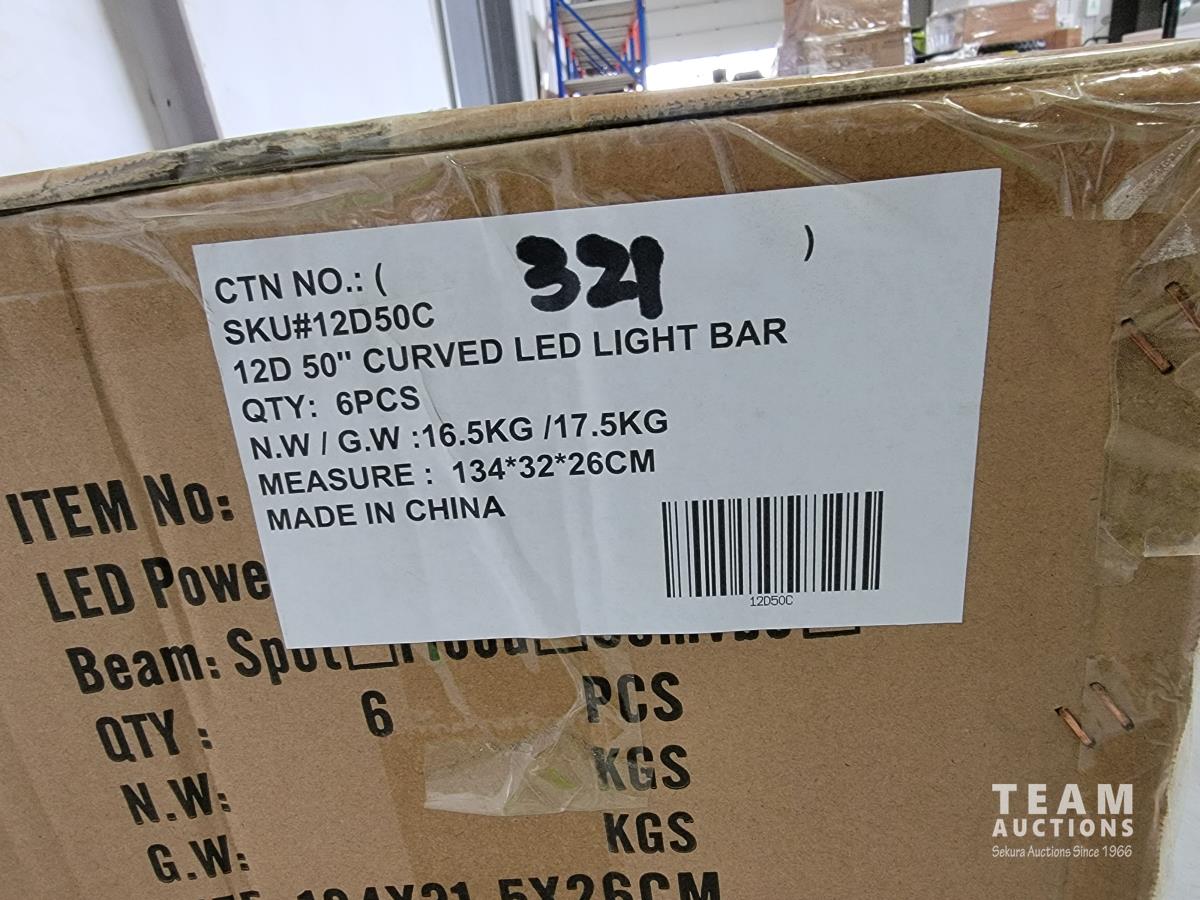 CTN NO.: ( 321 )
SKU#12D50C
12D 50" CURVED LED LIGHT BAR
QTY: 6PCS
N.W / G.W :16.5KG /17.5KG
MEASURE : 134*32*26CM
MADE IN CHINA
12D50C
ITEM No:
LED Powe
Beam: Spot
QTY : 6 PCS
N.W: KGS
G.W: KGS
X26CM
TEAM
AUCTIONS
Sekura Auctions Since 1966